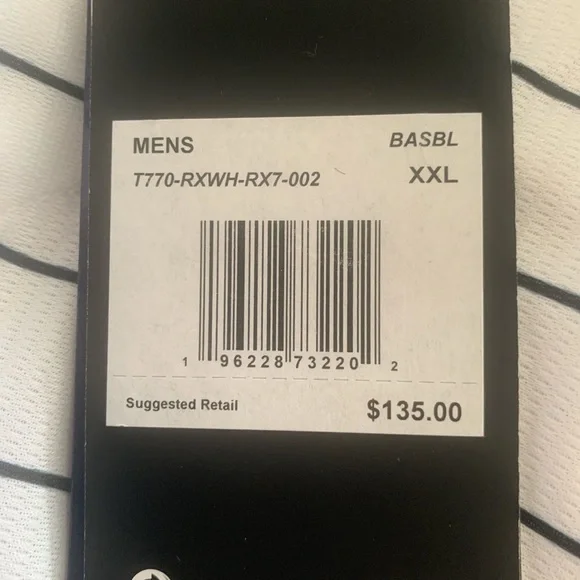 MENS BASBL
T770-RXWH-RX7-002 XXL
1 96228 73220 2
Suggested Retail $135.00